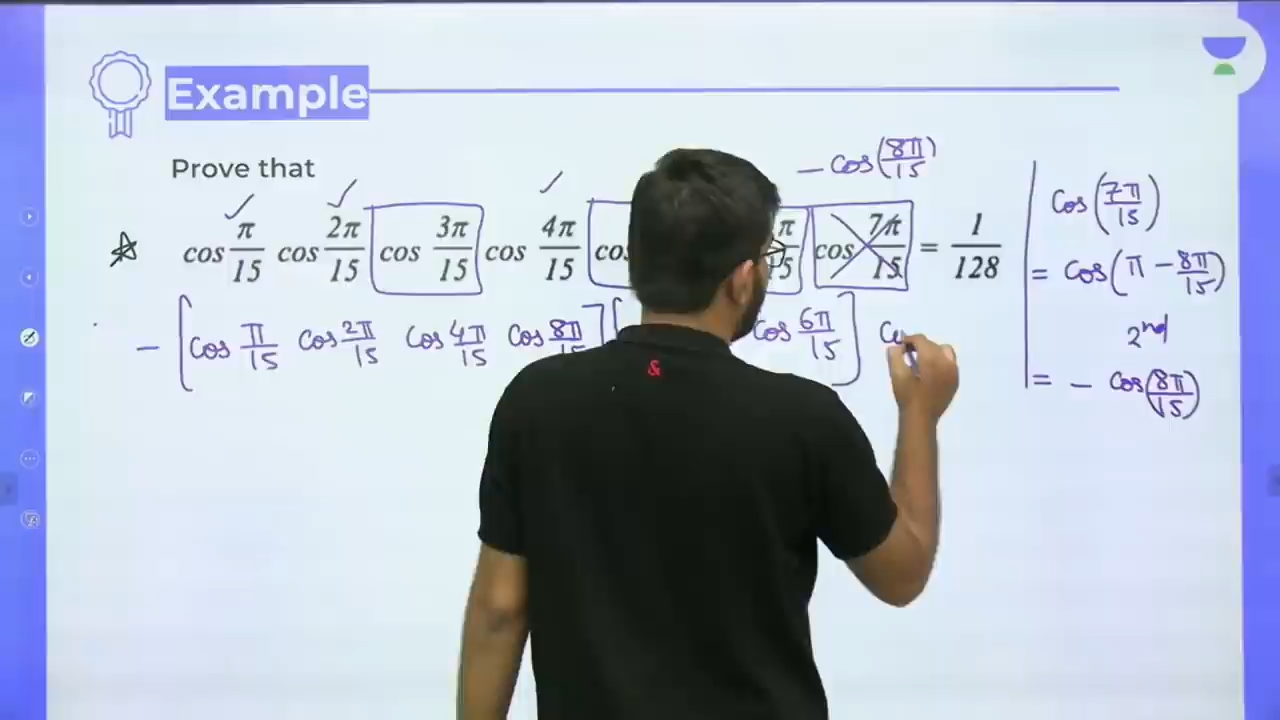 Example
Prove that
− cos(8π/15)
cos π/15 cos 2π/15 cos 3π/15 cos 4π/15 cos 7π/15 = 1/128
− [cos π/15 cos 2π/15 cos 4π/15 cos 8π/15] [ cos 6π/15]
cos(7π/15)
= cos(π − 8π/15)
2nd
= − cos(8π/15)
&